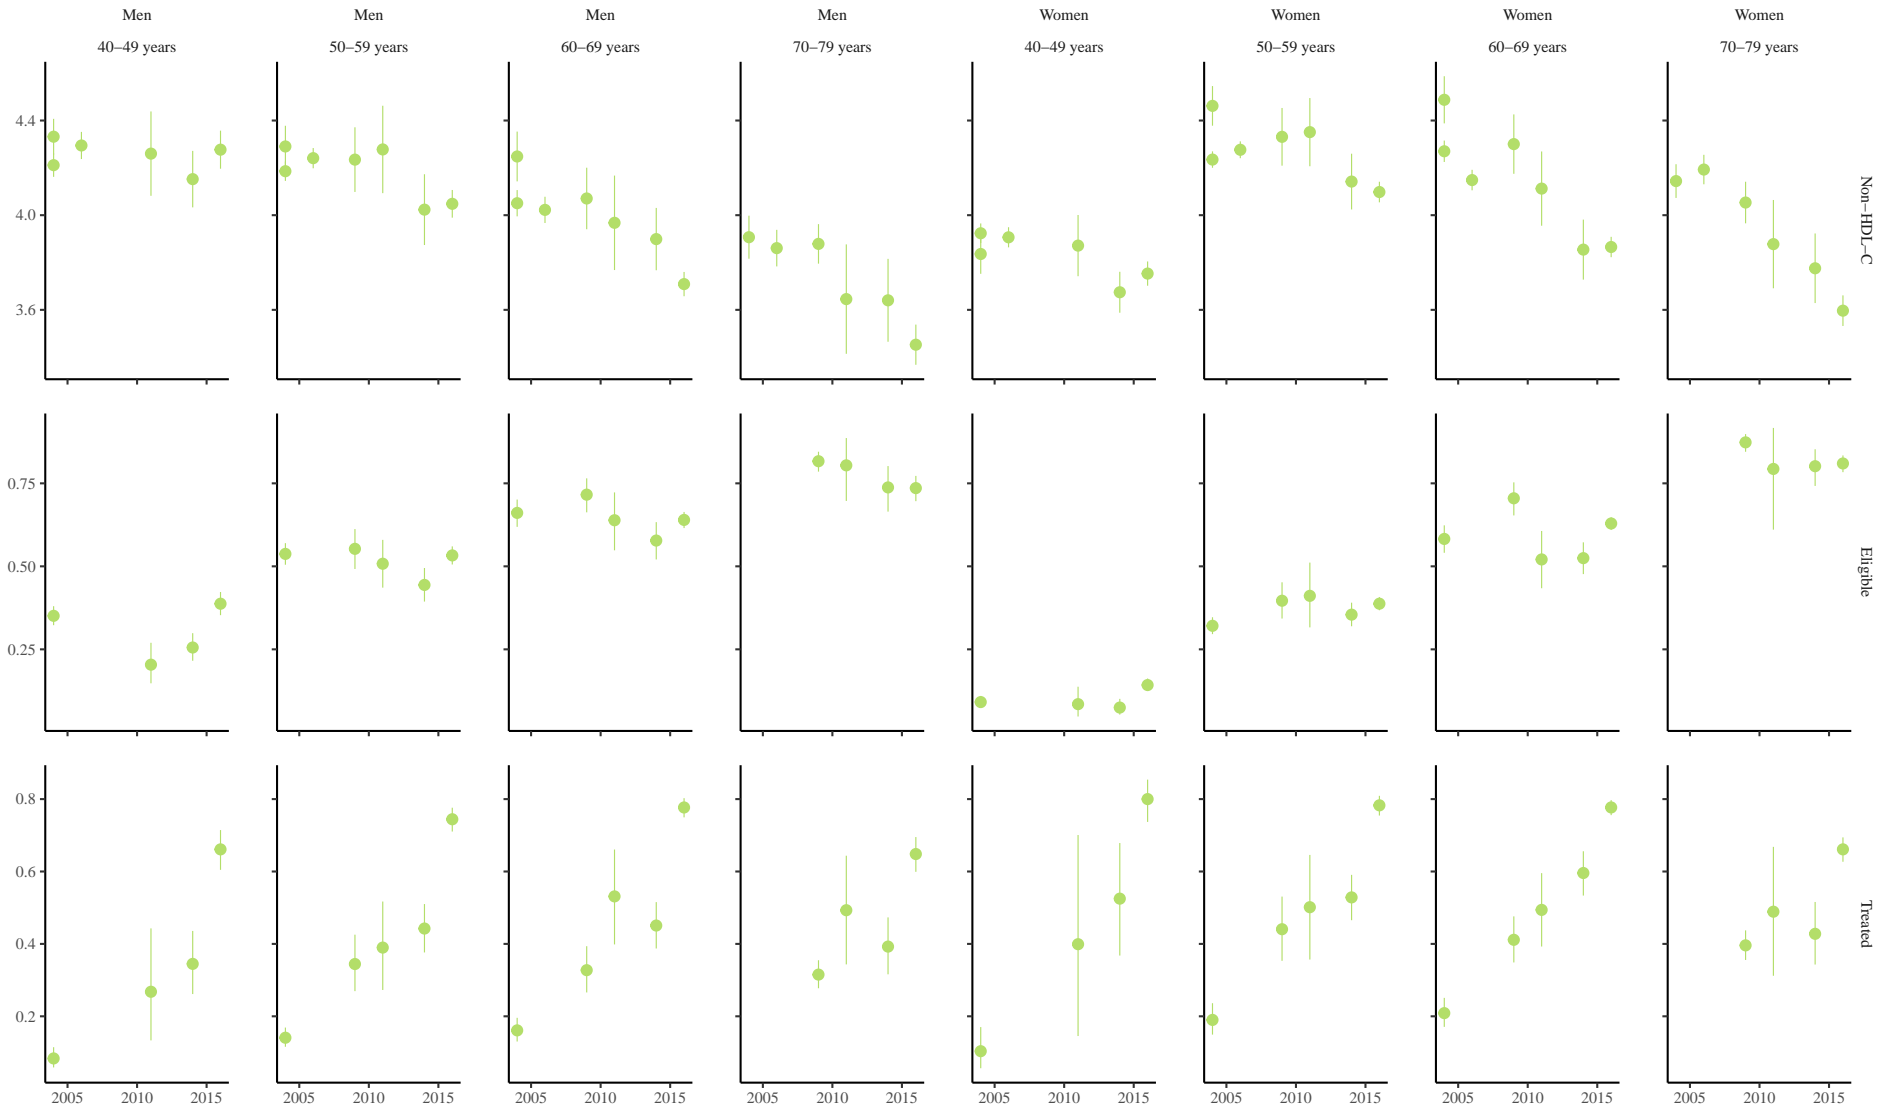 Men Men Men Men Women Women Women Women
40–49 years 50–59 years 60–69 years 70–79 years 40–49 years 50–59 years 60–69 years 70–79 years
4.4
4.0
3.6
Non–HDL–C
0.75
0.50
0.25
Eligible
0.8
0.6
0.4
0.2
Treated
2005 2010 2015 2005 2010 2015 2005 2010 2015 2005 2010 2015 2005 2010 2015 2005 2010 2015 2005 2010 2015 2005 2010 2015